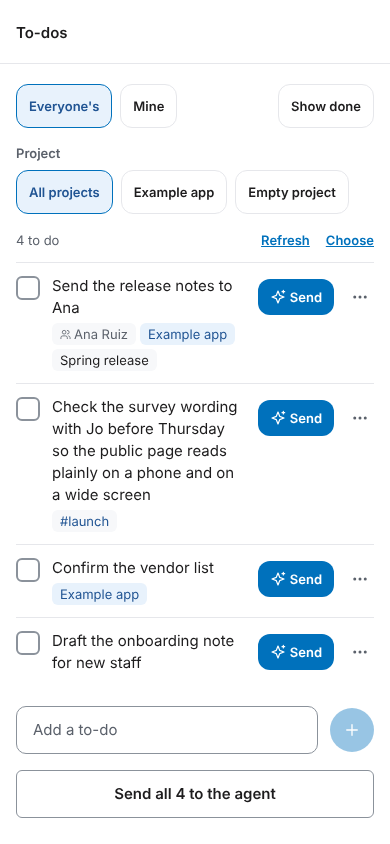 To-dos
Everyone's Mine Show done
Project
All projects Example app Empty project
4 to do Refresh Choose
Send the release notes to
Ana
Send
Ana Ruiz Example app
Spring release
Check the survey wording
with Jo before Thursday
so the public page reads
plainly on a phone and on
a wide screen
Send
#launch
Confirm the vendor list
Send
Example app
Draft the onboarding note
for new staff
Send
Add a to-do
Send all 4 to the agent